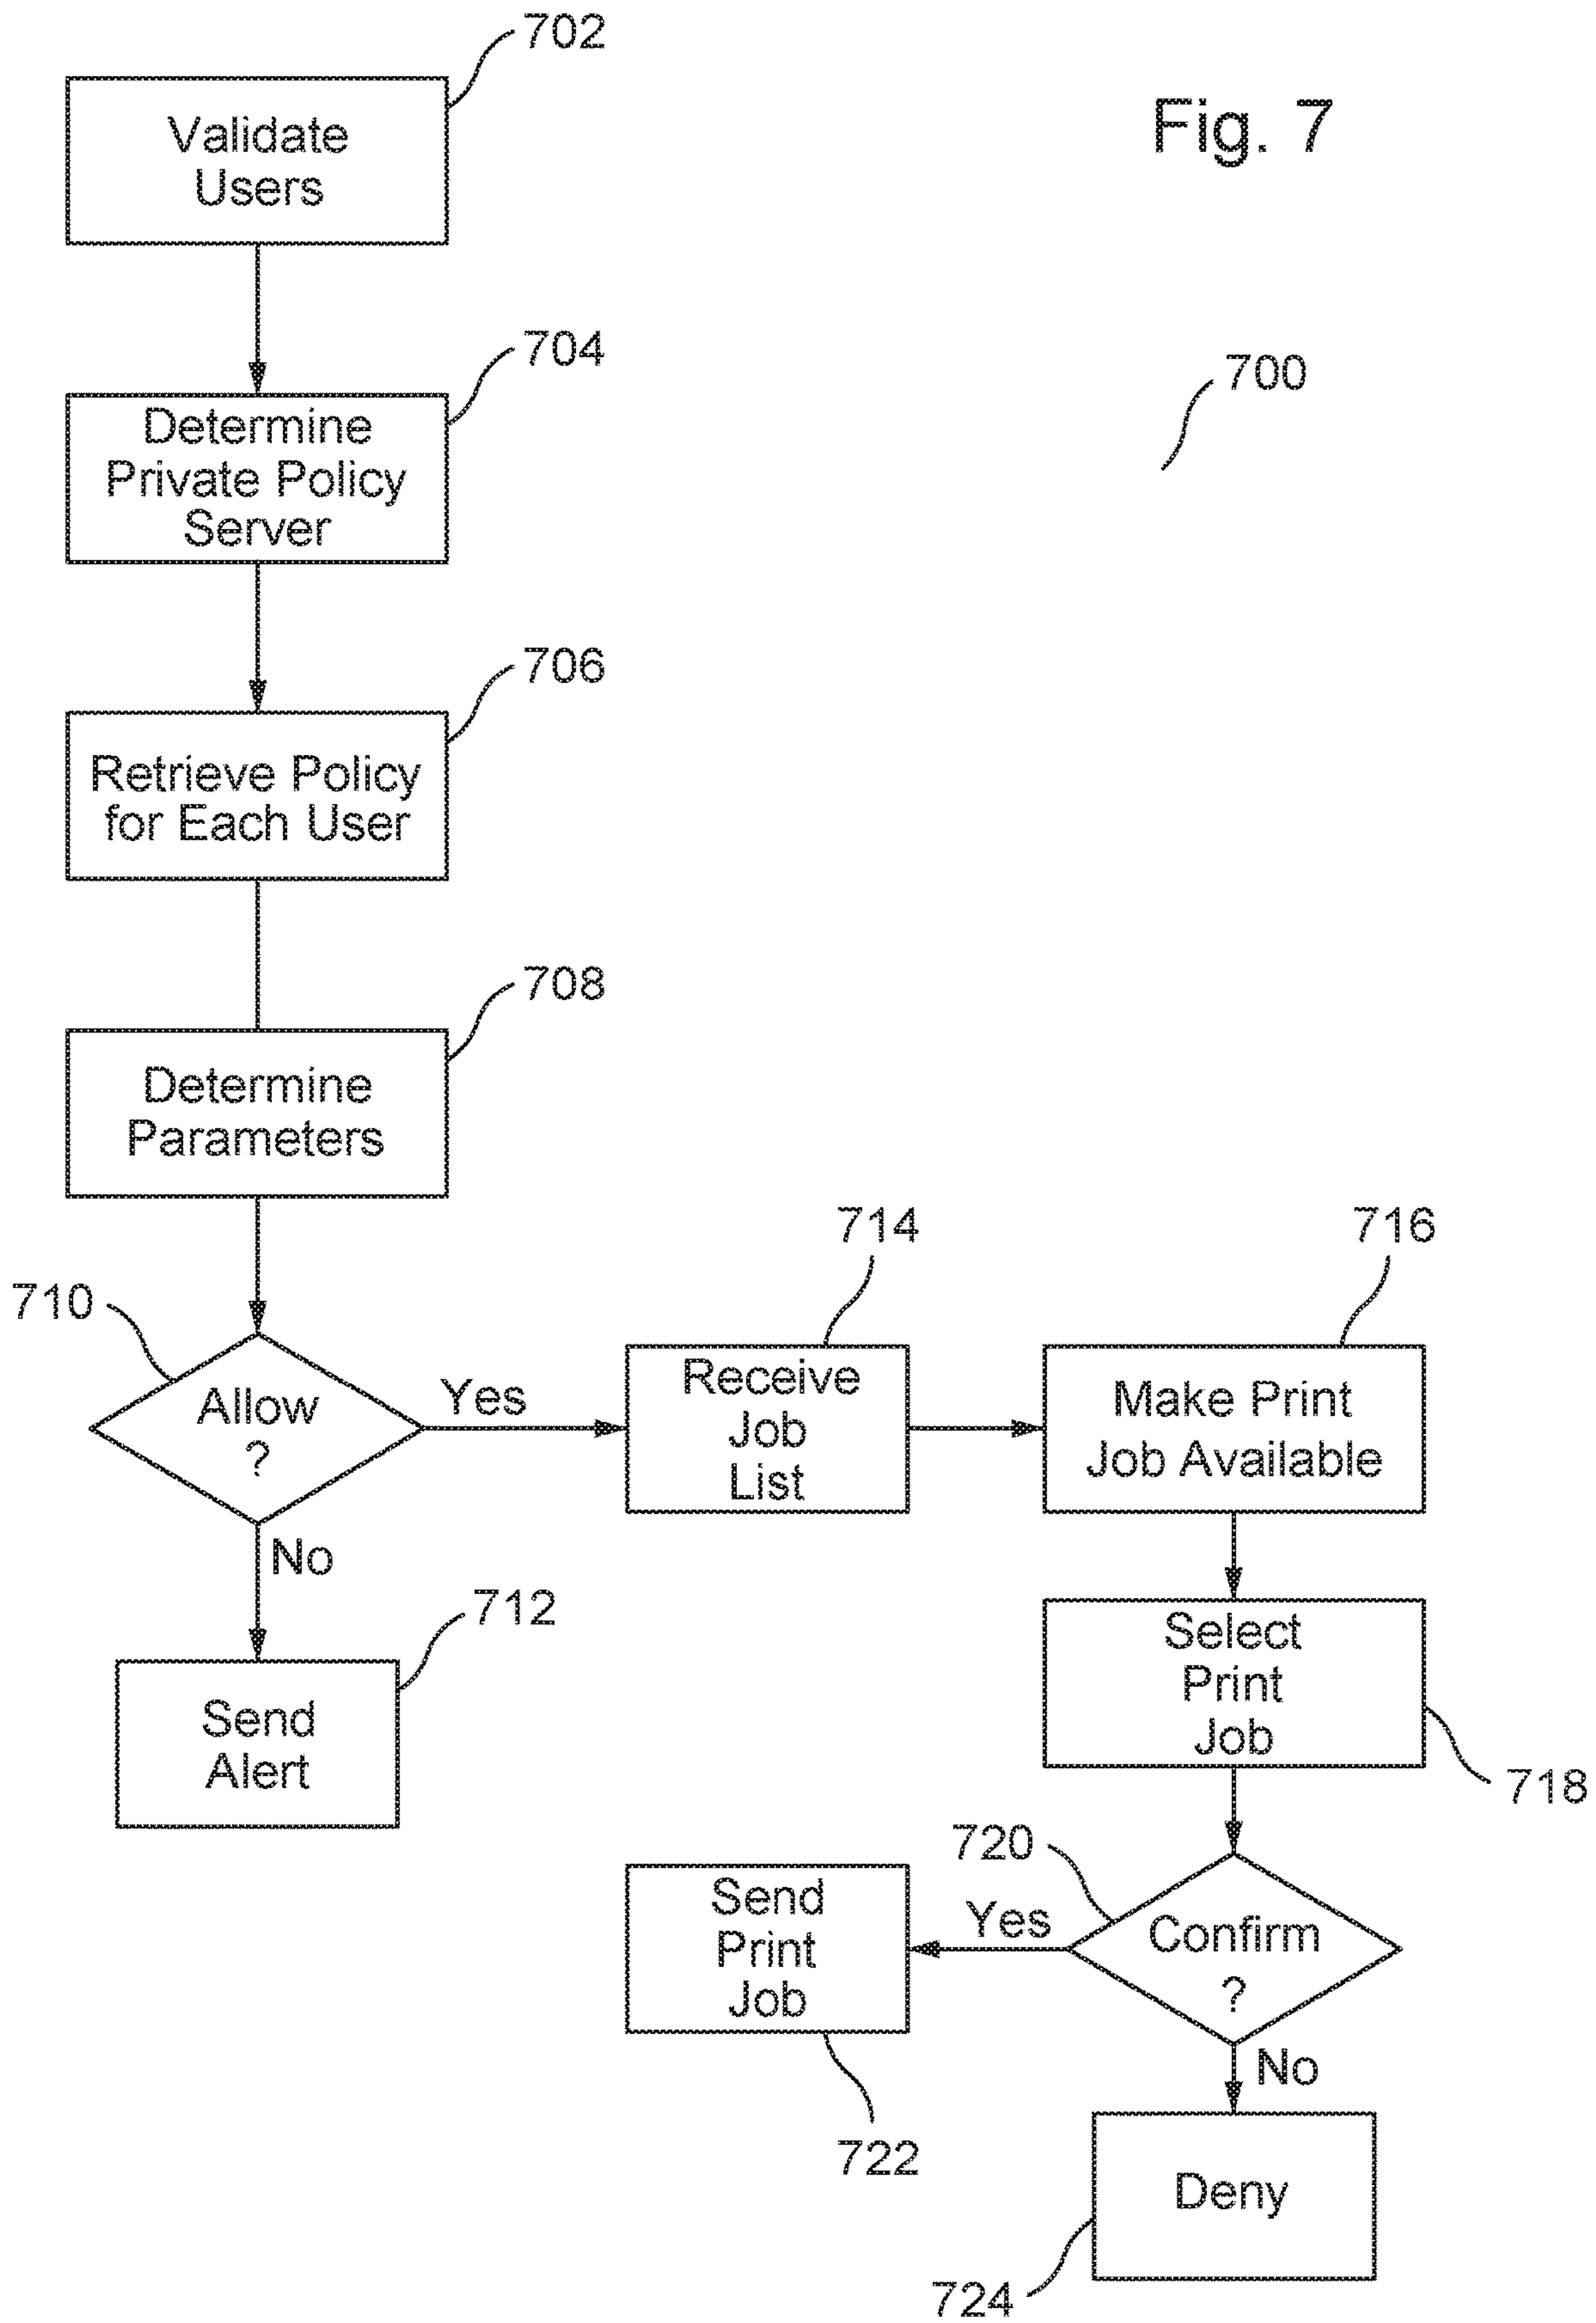 Fig. 7
700
702
Validate
Users
704
Determine
Private Policy
Server
706
Retrieve Policy
for Each User
708
Determine
Parameters
710
Allow
?
Yes
No
712
Send
Alert
714
Receive
Job
List
716
Make Print
Job Available
Select
Print
Job
718
720
Confirm
?
Yes
No
Send
Print
Job
722
Deny
724